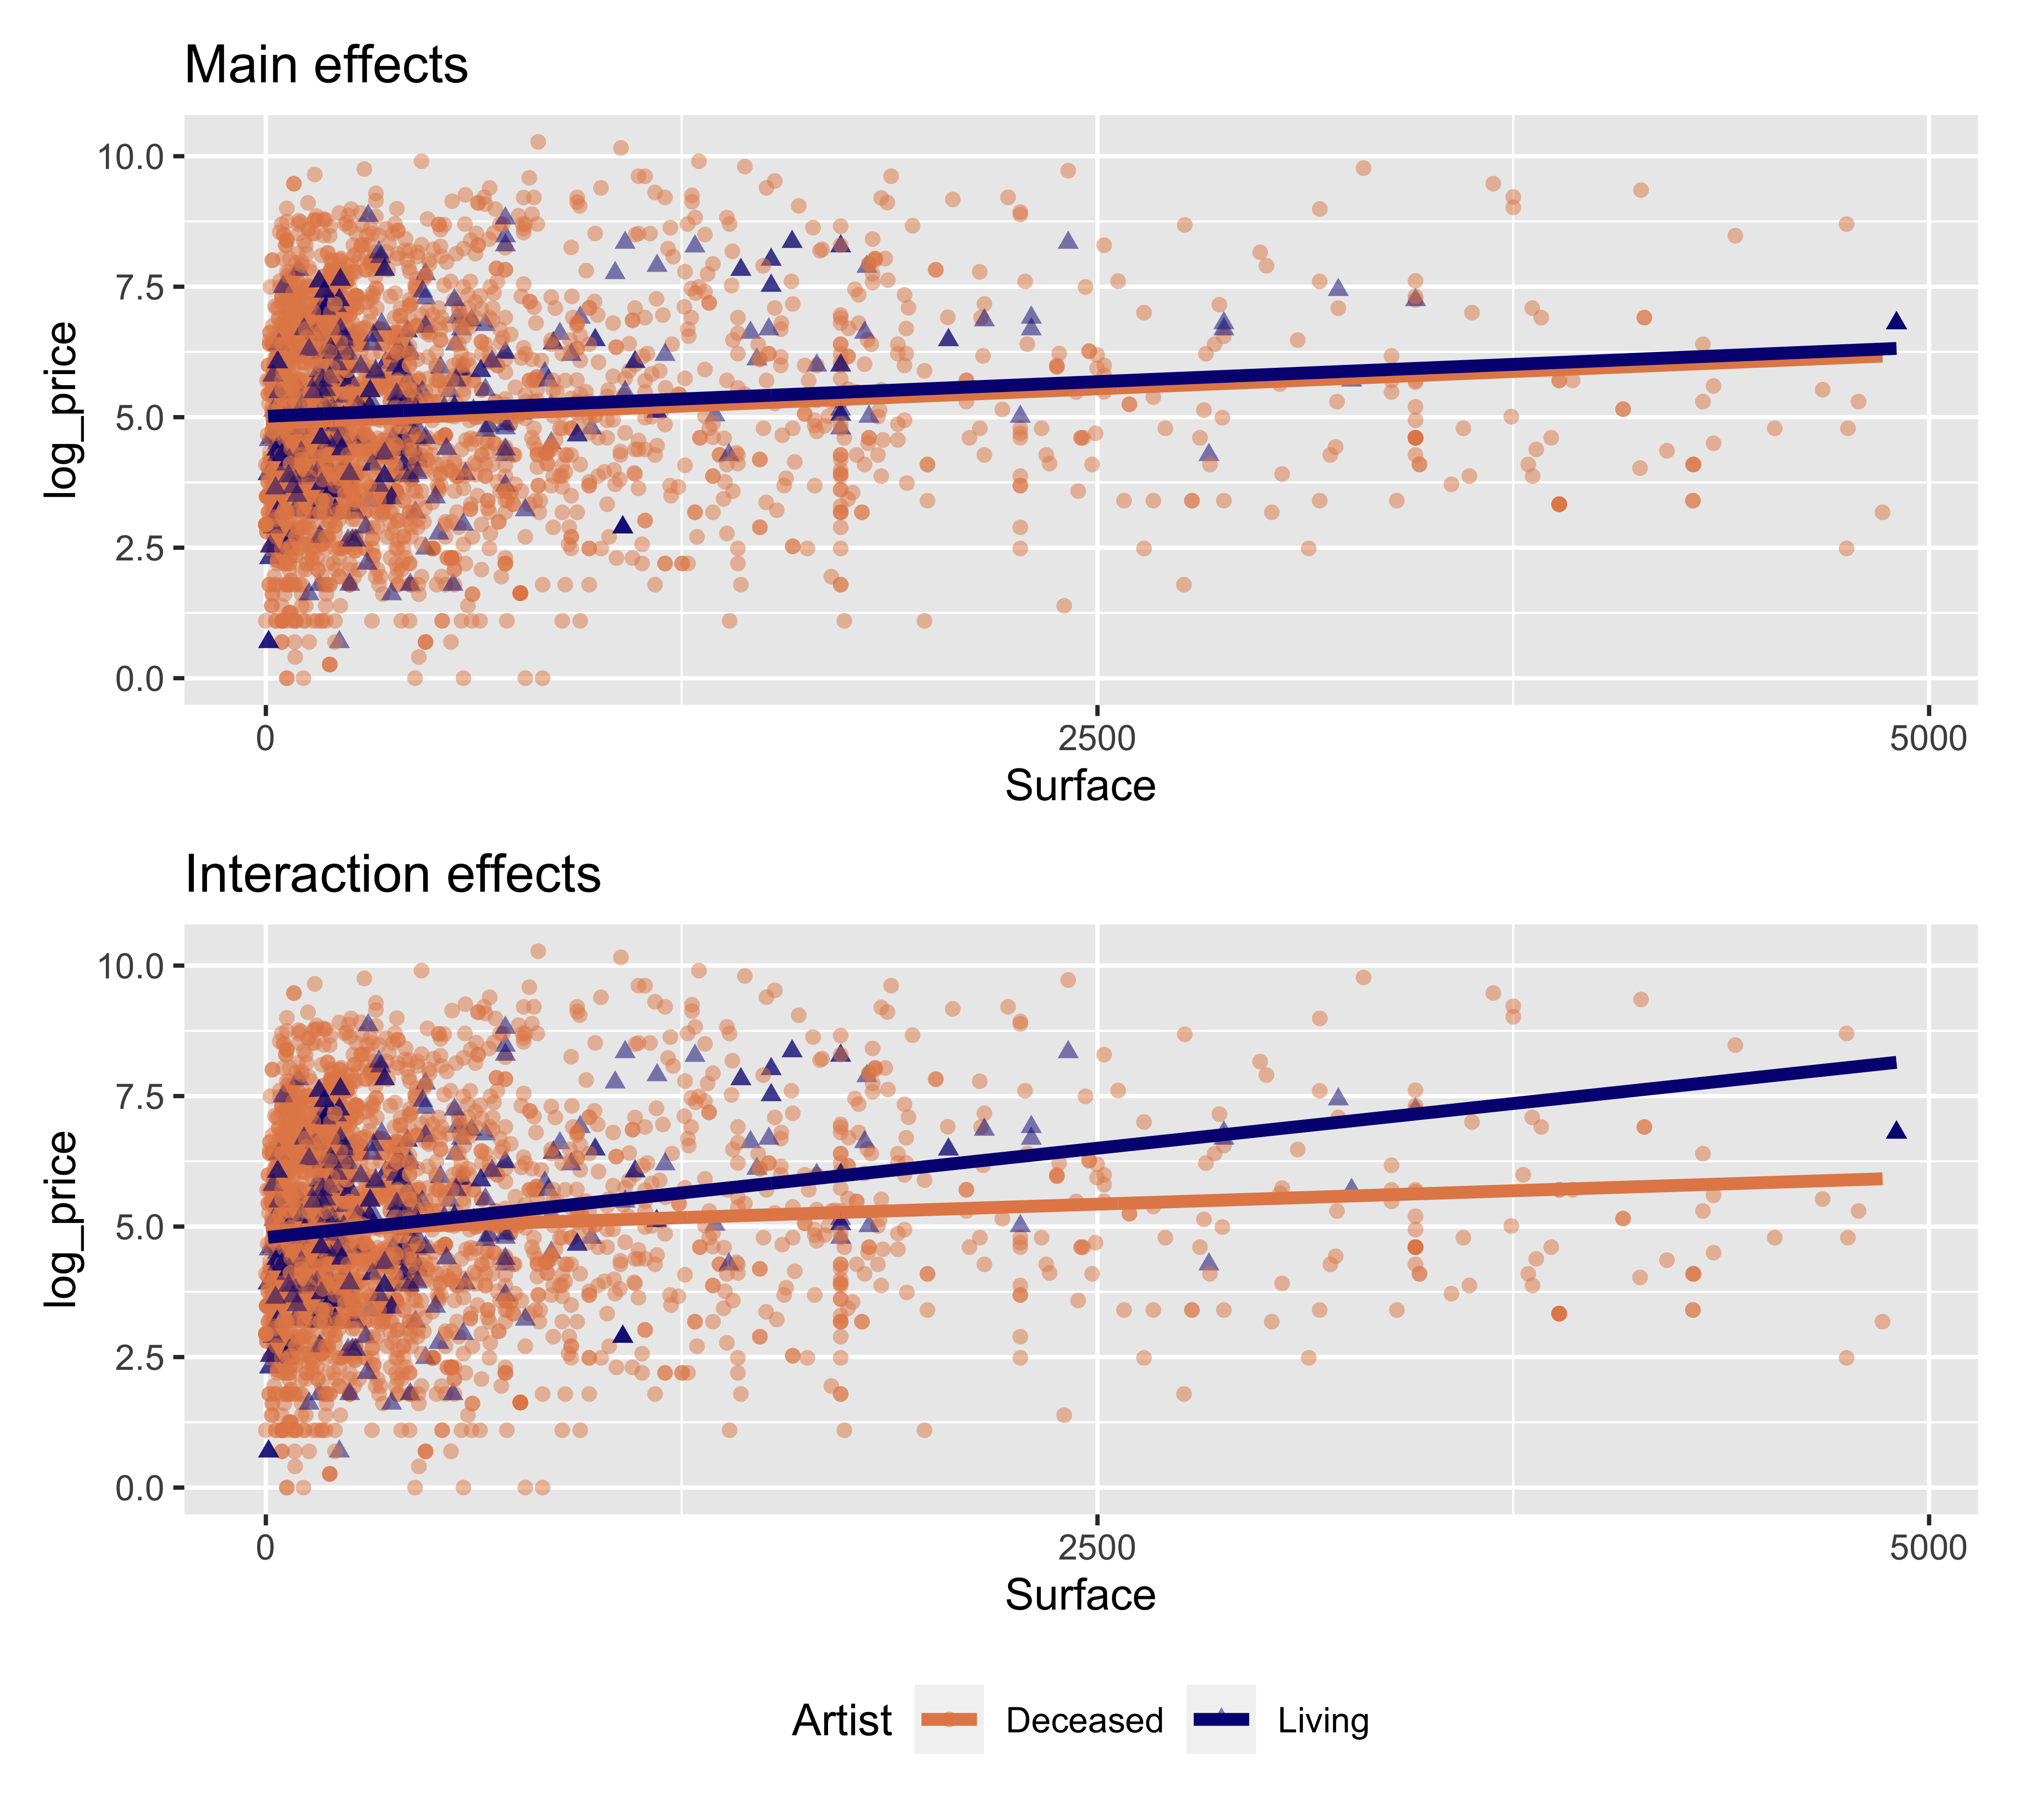 Main effects
10.0
7.5
5.0
2.5
0.0
log_price
0 2500 5000
Surface
Interaction effects
10.0
7.5
5.0
2.5
0.0
log_price
0 2500 5000
Surface
Artist Deceased Living